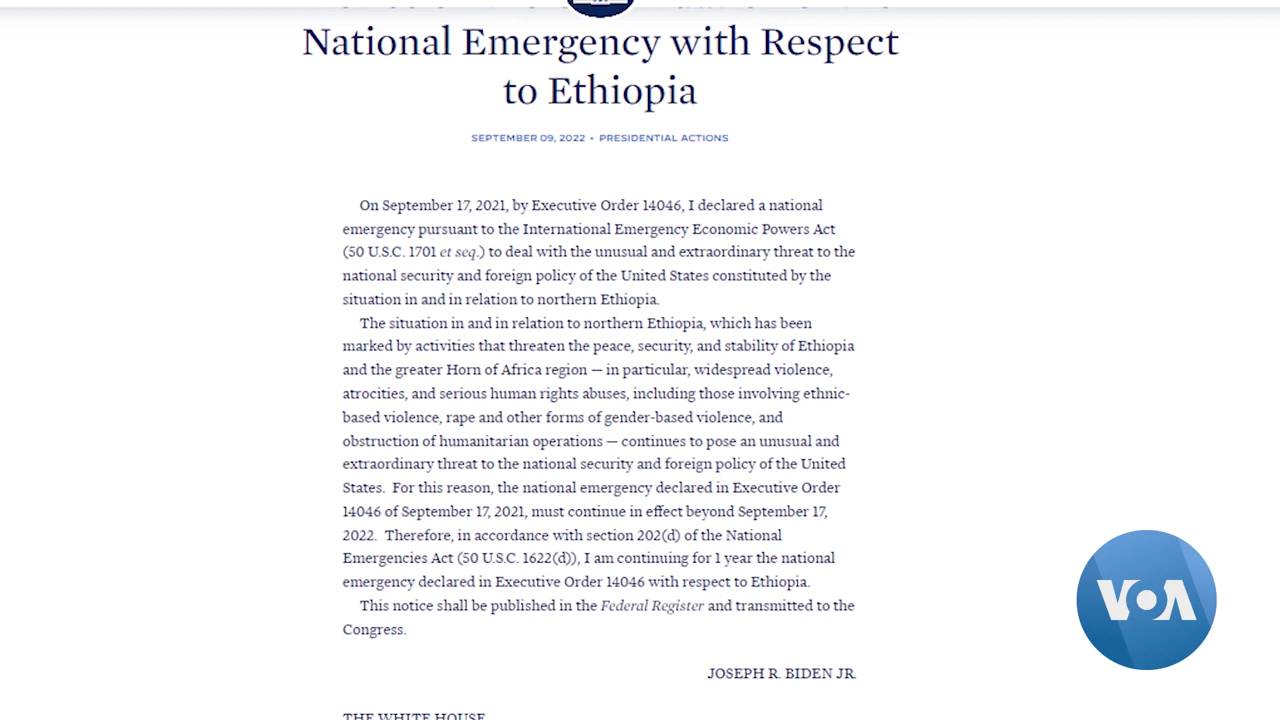 National Emergency with Respect
to Ethiopia
SEPTEMBER 09, 2022 • PRESIDENTIAL ACTIONS
On September 17, 2021, by Executive Order 14046, I declared a national
emergency pursuant to the International Emergency Economic Powers Act
(50 U.S.C. 1701 et seq.) to deal with the unusual and extraordinary threat to the
national security and foreign policy of the United States constituted by the
situation in and in relation to northern Ethiopia.
The situation in and in relation to northern Ethiopia, which has been
marked by activities that threaten the peace, security, and stability of Ethiopia
and the greater Horn of Africa region — in particular, widespread violence,
atrocities, and serious human rights abuses, including those involving ethnic-
based violence, rape and other forms of gender-based violence, and
obstruction of humanitarian operations — continues to pose an unusual and
extraordinary threat to the national security and foreign policy of the United
States.  For this reason, the national emergency declared in Executive Order
14046 of September 17, 2021, must continue in effect beyond September 17,
2022.  Therefore, in accordance with section 202(d) of the National
Emergencies Act (50 U.S.C. 1622(d)), I am continuing for 1 year the national
emergency declared in Executive Order 14046 with respect to Ethiopia.
This notice shall be published in the Federal Register and transmitted to the
Congress.
JOSEPH R. BIDEN JR.
THE WHITE HOUSE
VOA